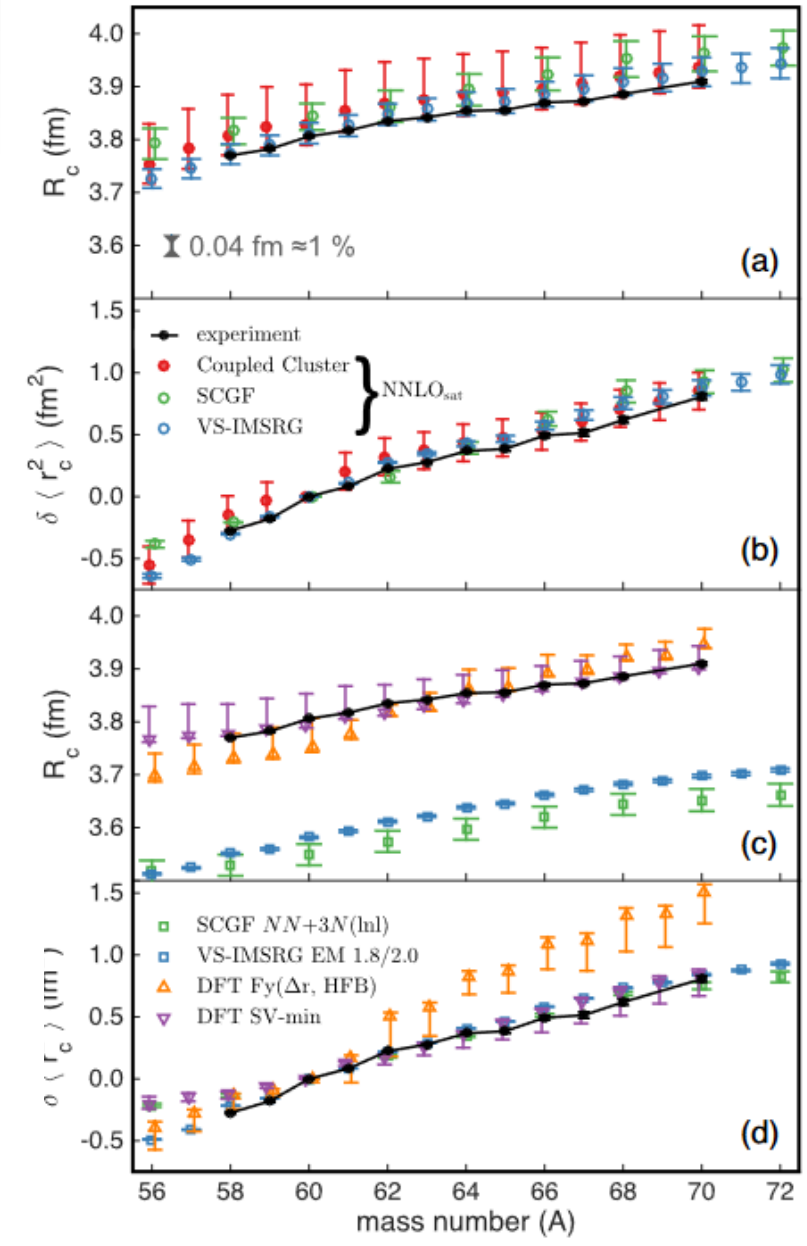 (a)
R_c (fm)
4.0
3.9
3.8
3.7
3.6
0.04 fm ≈1 %
(b)
δ ⟨ r_c^2 ⟩ (fm^2)
1.5
1.0
0.5
0.0
-0.5
experiment
Coupled Cluster
SCGF
VS-IMSRG
NNLO_sat
(c)
R_c (fm)
4.0
3.9
3.8
3.7
3.6
(d)
1.5
1.0
0.5
0.0
-0.5
SCGF NN+3N(lnl)
VS-IMSRG EM 1.8/2.0
DFT Fy(Δr, HFB)
DFT SV-min
56 58 60 62 64 66 68 70 72
mass number (A)